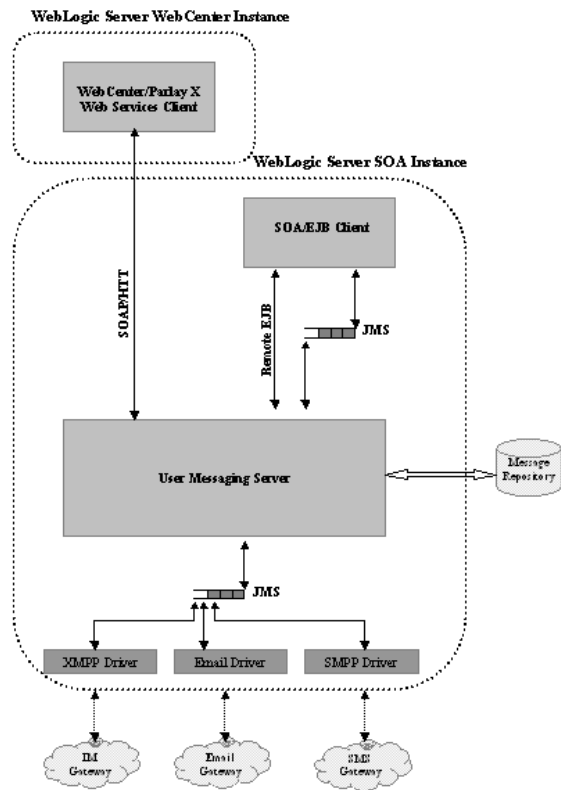 WebLogic Server WebCenter Instance
WebCenter/Parlay X
Web Services Client
WebLogic Server SOA Instance
SOA/EJB Client
SOAP/HTT
Remote EJB
JMS
User Messaging Server
Message
Repository
JMS
XMPP Driver
Email Driver
SMPP Driver
IM
Gateway
Email
Gateway
SMS
Gateway